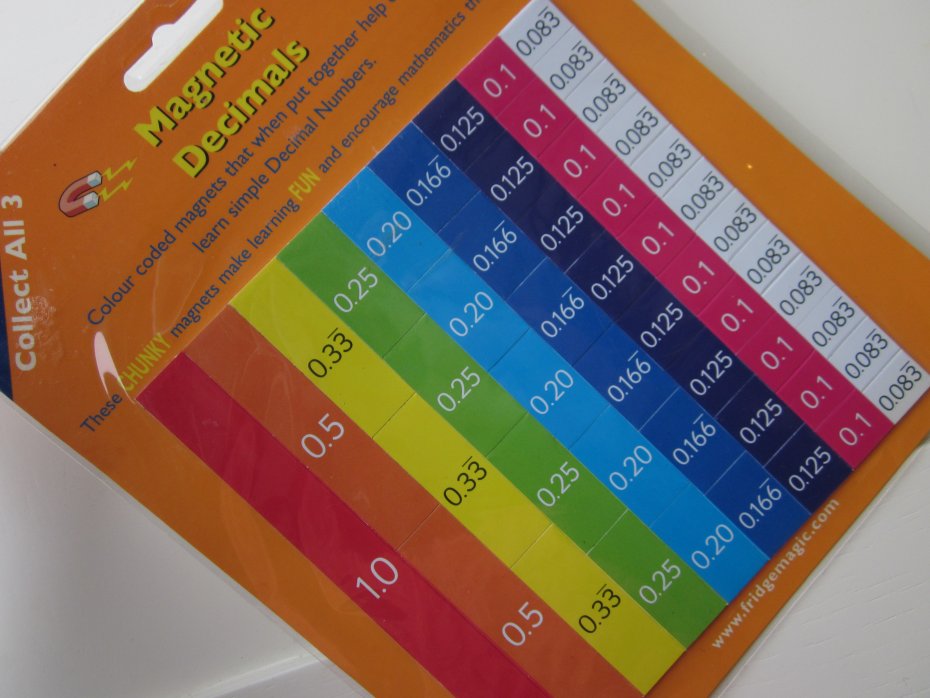 Collect All 3
Magnetic
Decimals
Colour coded magnets that when put together help
learn simple Decimal Numbers.
These CHUNKY magnets make learning FUN and encourage mathematics
0.083̅ 0.083̅ 0.083̅ 0.083̅ 0.083̅ 0.083̅ 0.083̅ 0.083̅ 0.083̅ 0.083̅ 0.083̅ 0.083̅
0.1 0.1 0.1 0.1 0.1 0.1 0.1 0.1 0.1 0.1
0.125 0.125 0.125 0.125 0.125 0.125 0.125 0.125
0.166̅ 0.166̅ 0.166̅ 0.166̅ 0.166̅ 0.166̅
0.20 0.20 0.20 0.20 0.20
0.25 0.25 0.25 0.25
0.33̅ 0.33̅ 0.33̅
0.5 0.5
1.0
www.fridgemagic.com